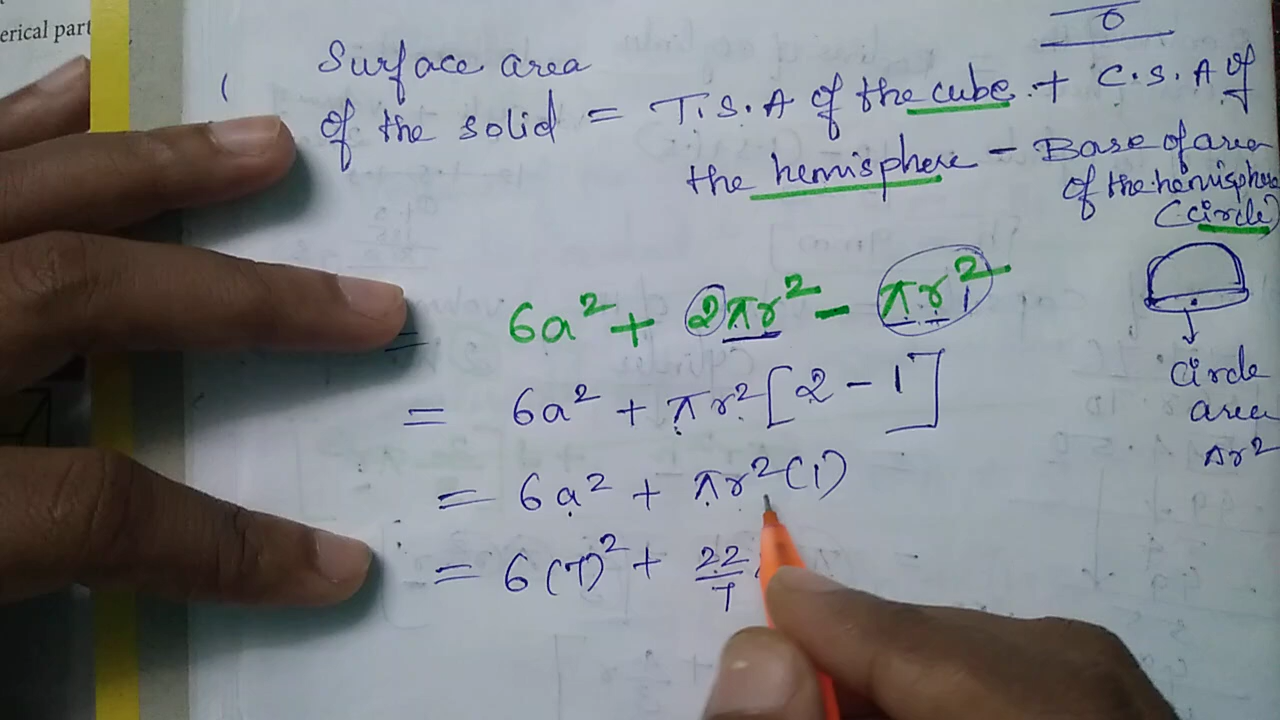 erical part
6
Surface area
of the solid = T.S.A of the cube + C.S.A of
the hemisphere - Base of area
of the hemisphere
(circle)
= 6a² + 2πr² - πr²
= 6a² + πr² [2 - 1]
circle
area
πr²
= 6a² + πr² (1)
= 6(7)² + 22/7